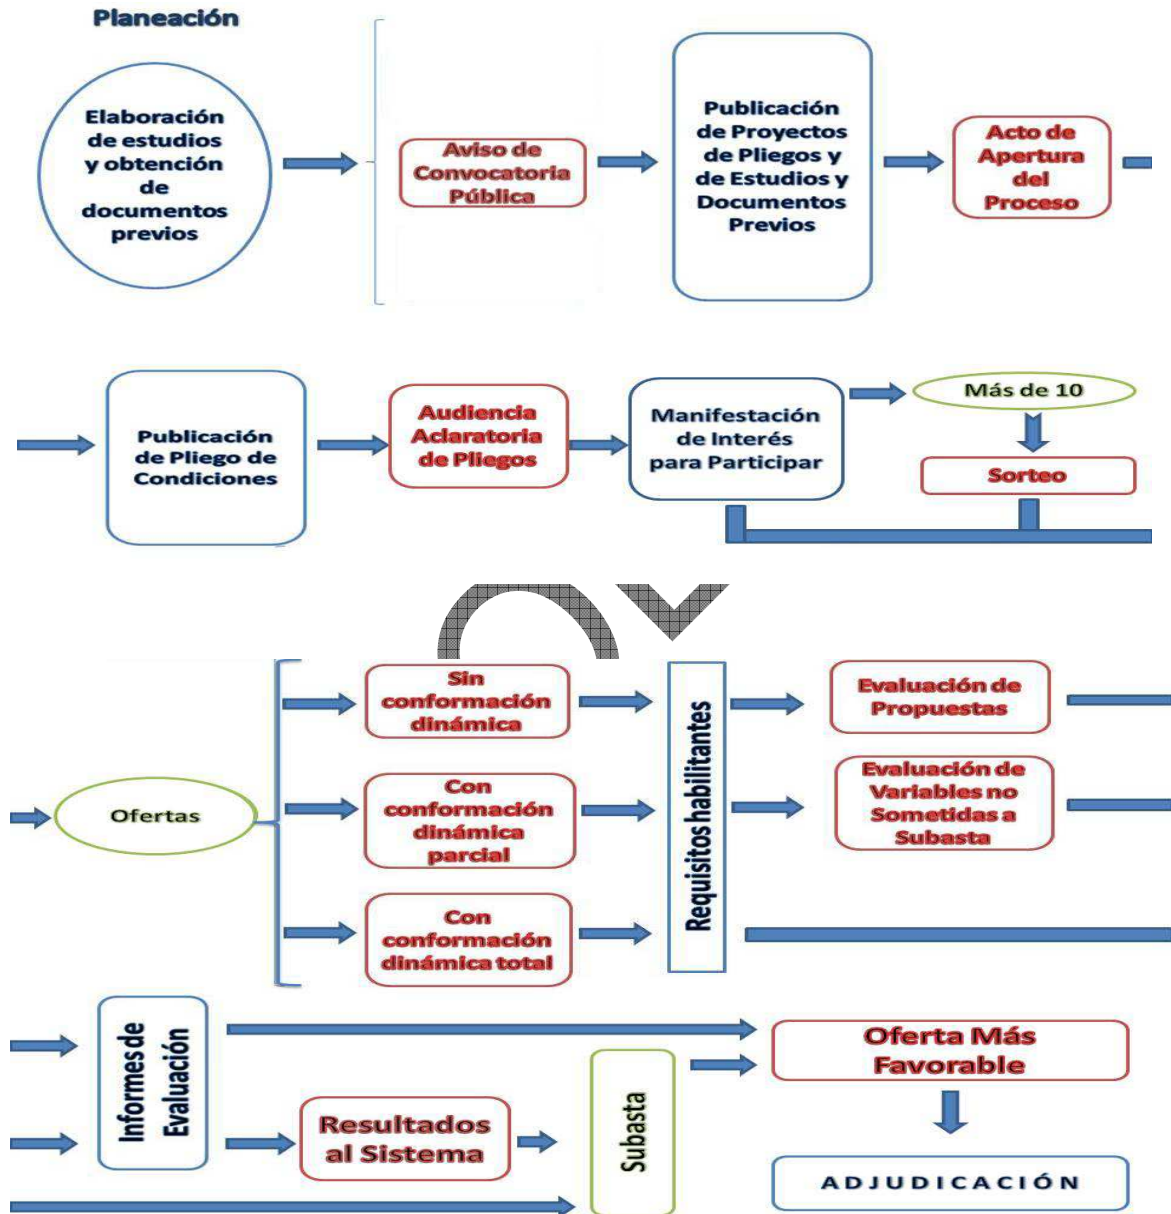 Planeación
Elaboración
de estudios
y obtención
de
documentos
previos
Aviso de
Convocatoria
Pública
Publicación
de Proyectos
de Pliegos y
de Estudios y
Documentos
Previos
Acto de
Apertura
del
Proceso
Publicación
de Pliego de
Condiciones
Audiencia
Aclaratoria
de Pliegos
Manifestación
de Interés
para Participar
Más de 10
Sorteo
Ofertas
Sin
conformación
dinámica
Con
conformación
dinámica
parcial
Con
conformación
dinámica total
Requisitos habilitantes
Evaluación de
Propuestas
Evaluación de
Variables no
Sometidas a
Subasta
Informes de
Evaluación
Resultados
al Sistema
Subasta
Oferta Más
Favorable
ADJUDICACIÓN